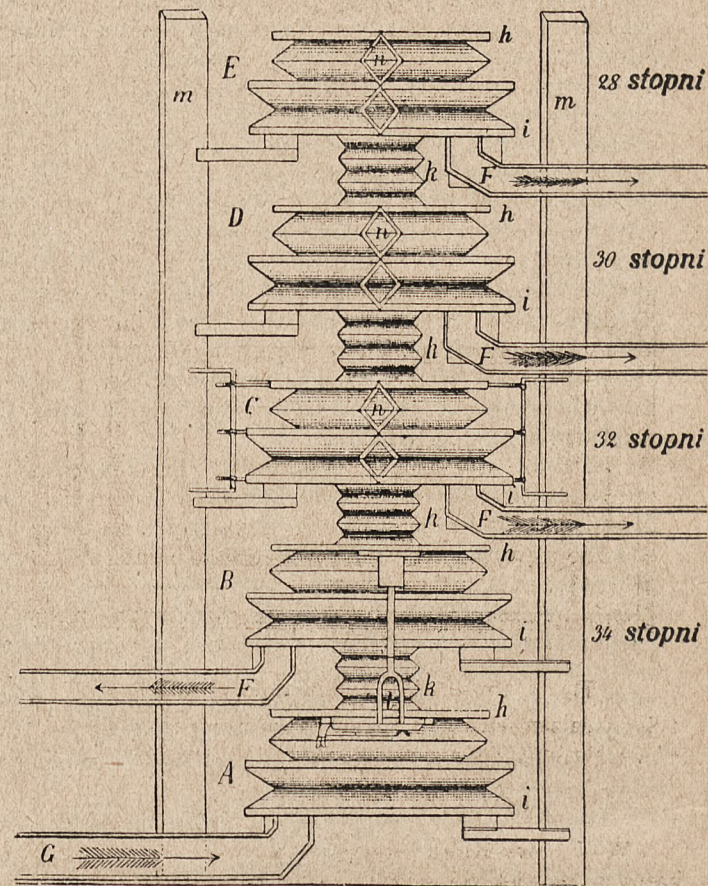 h
E n
m m 28 stopni
i
k F
h
D n
30 stopni
i
k F
C n
32 stopni
i
k F
h
B
34 stopni
i
F k
l
h
A
i
G